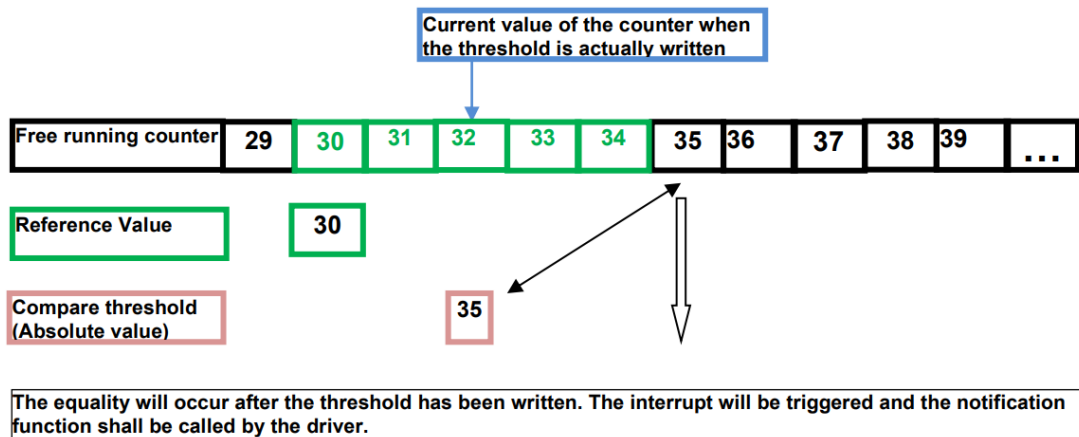 Current value of the counter when
the threshold is actually written
Free running counter 29 30 31 32 33 34 35 36 37 38 39 ...
Reference Value 30
Compare threshold
(Absolute value) 35
The equality will occur after the threshold has been written. The interrupt will be triggered and the notification
function shall be called by the driver.